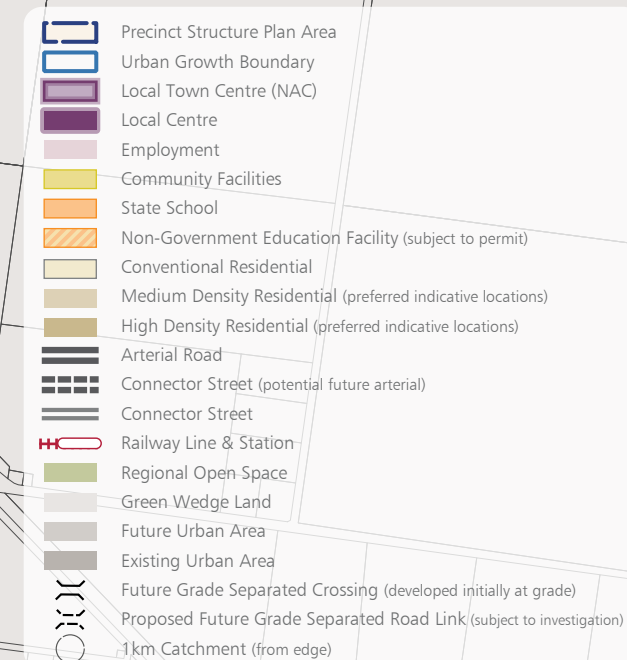 Precinct Structure Plan Area
Urban Growth Boundary
Local Town Centre (NAC)
Local Centre
Employment
Community Facilities
State School
Non-Government Education Facility (subject to permit)
Conventional Residential
Medium Density Residential (preferred indicative locations)
High Density Residential (preferred indicative locations)
Arterial Road
Connector Street (potential future arterial)
Connector Street
Railway Line & Station
Regional Open Space
Green Wedge Land
Future Urban Area
Existing Urban Area
Future Grade Separated Crossing (developed initially at grade)
Proposed Future Grade Separated Road Link (subject to investigation)
1km Catchment (from edge)